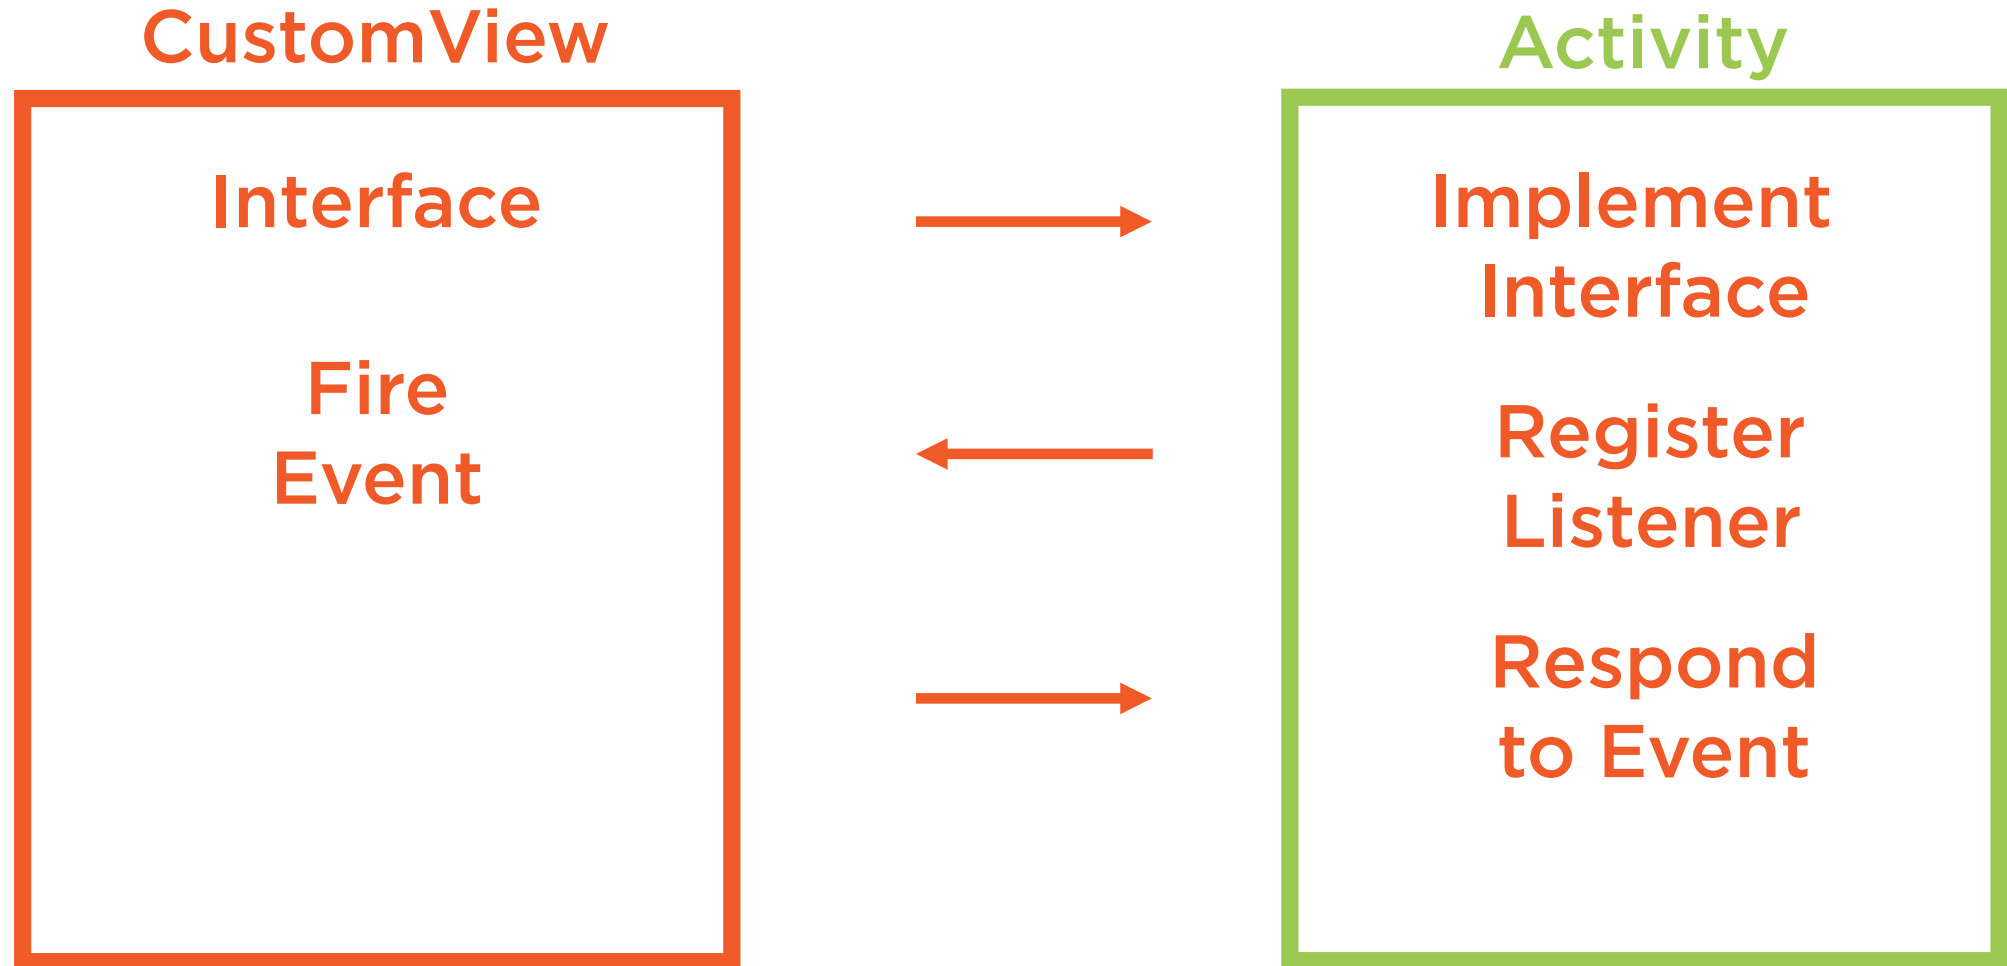 CustomView
Interface
Fire
Event
Activity
Implement
Interface
Register
Listener
Respond
to Event